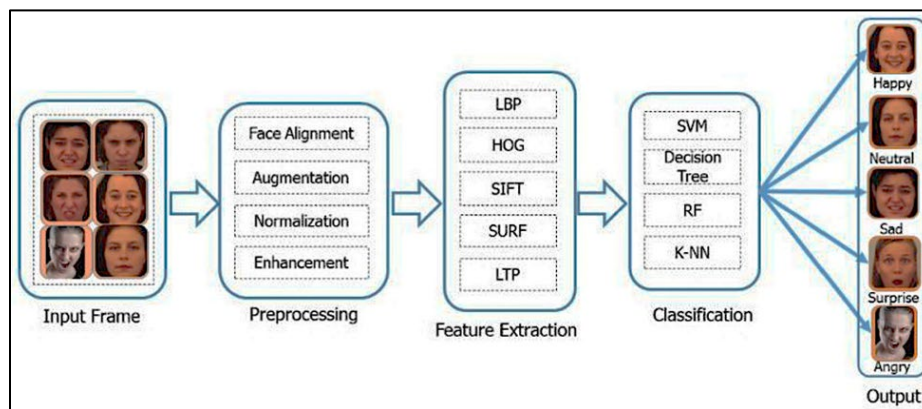 Input Frame
Face Alignment
Augmentation
Normalization
Enhancement
Preprocessing
LBP
HOG
SIFT
SURF
LTP
Feature Extraction
SVM
Decision
Tree
RF
K-NN
Classification
Happy
Neutral
Sad
Surprise
Angry
Output